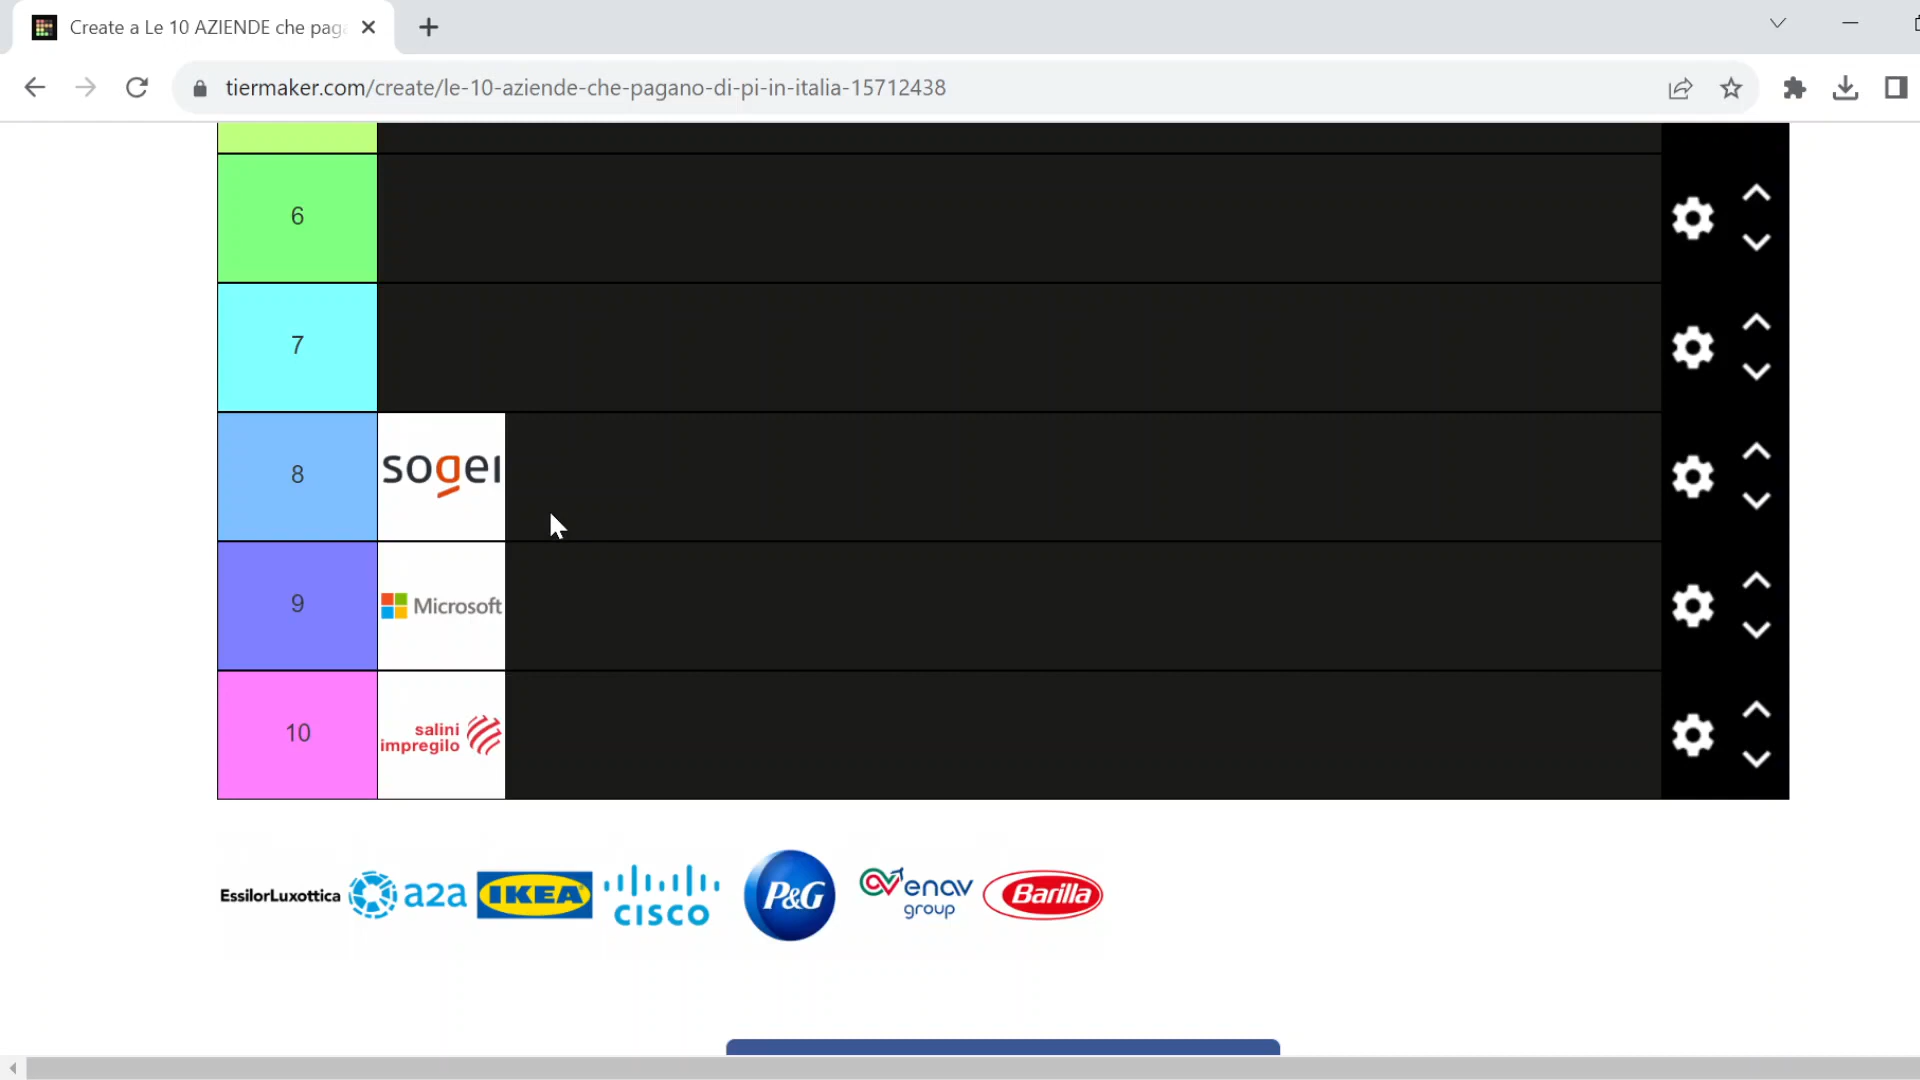 Create a Le 10 AZIENDE che pag
tiermaker.com/create/le-10-aziende-che-pagano-di-pi-in-italia-15712438
6
7
8
sogei
9
Microsoft
10
salini
impregilo
EssilorLuxottica
a2a
IKEA
CISCO
P&G
enav
group
Barilla